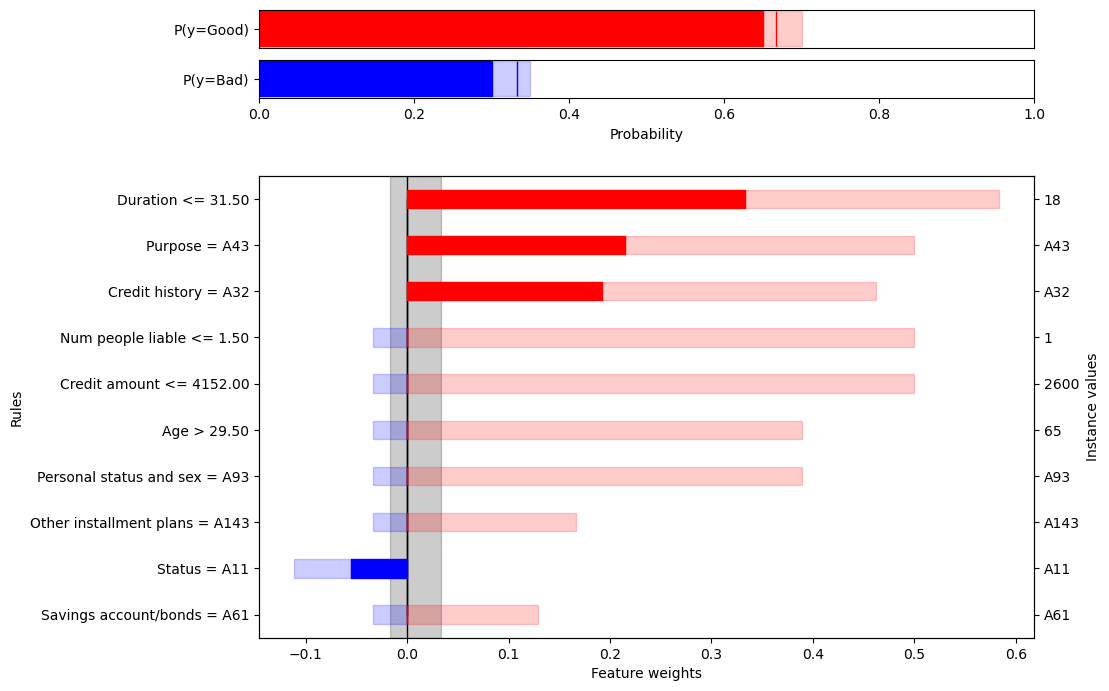 P(y=Good)
P(y=Bad)
0.0 0.2 0.4 0.6 0.8 1.0
Probability
Duration <= 31.50 18
Purpose = A43 A43
Credit history = A32 A32
Num people liable <= 1.50 1
Credit amount <= 4152.00 2600
Age > 29.50 65
Personal status and sex = A93 A93
Other installment plans = A143 A143
Status = A11 A11
Savings account/bonds = A61 A61
Rules
Instance values
−0.1 0.0 0.1 0.2 0.3 0.4 0.5 0.6
Feature weights